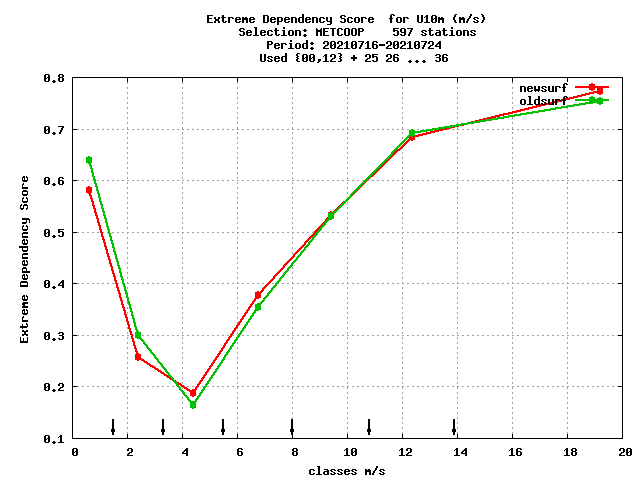 Extreme Dependency Score  for U10m (m/s)
Selection: METCOOP    597 stations
Period: 20210716-20210724
Used {00,12} + 25 26 ... 36
newsurf
oldsurf
0.8
0.7
0.6
0.5
0.4
0.3
0.2
0.1
Extreme Dependency Score
0 2 4 6 8 10 12 14 16 18 20
classes m/s